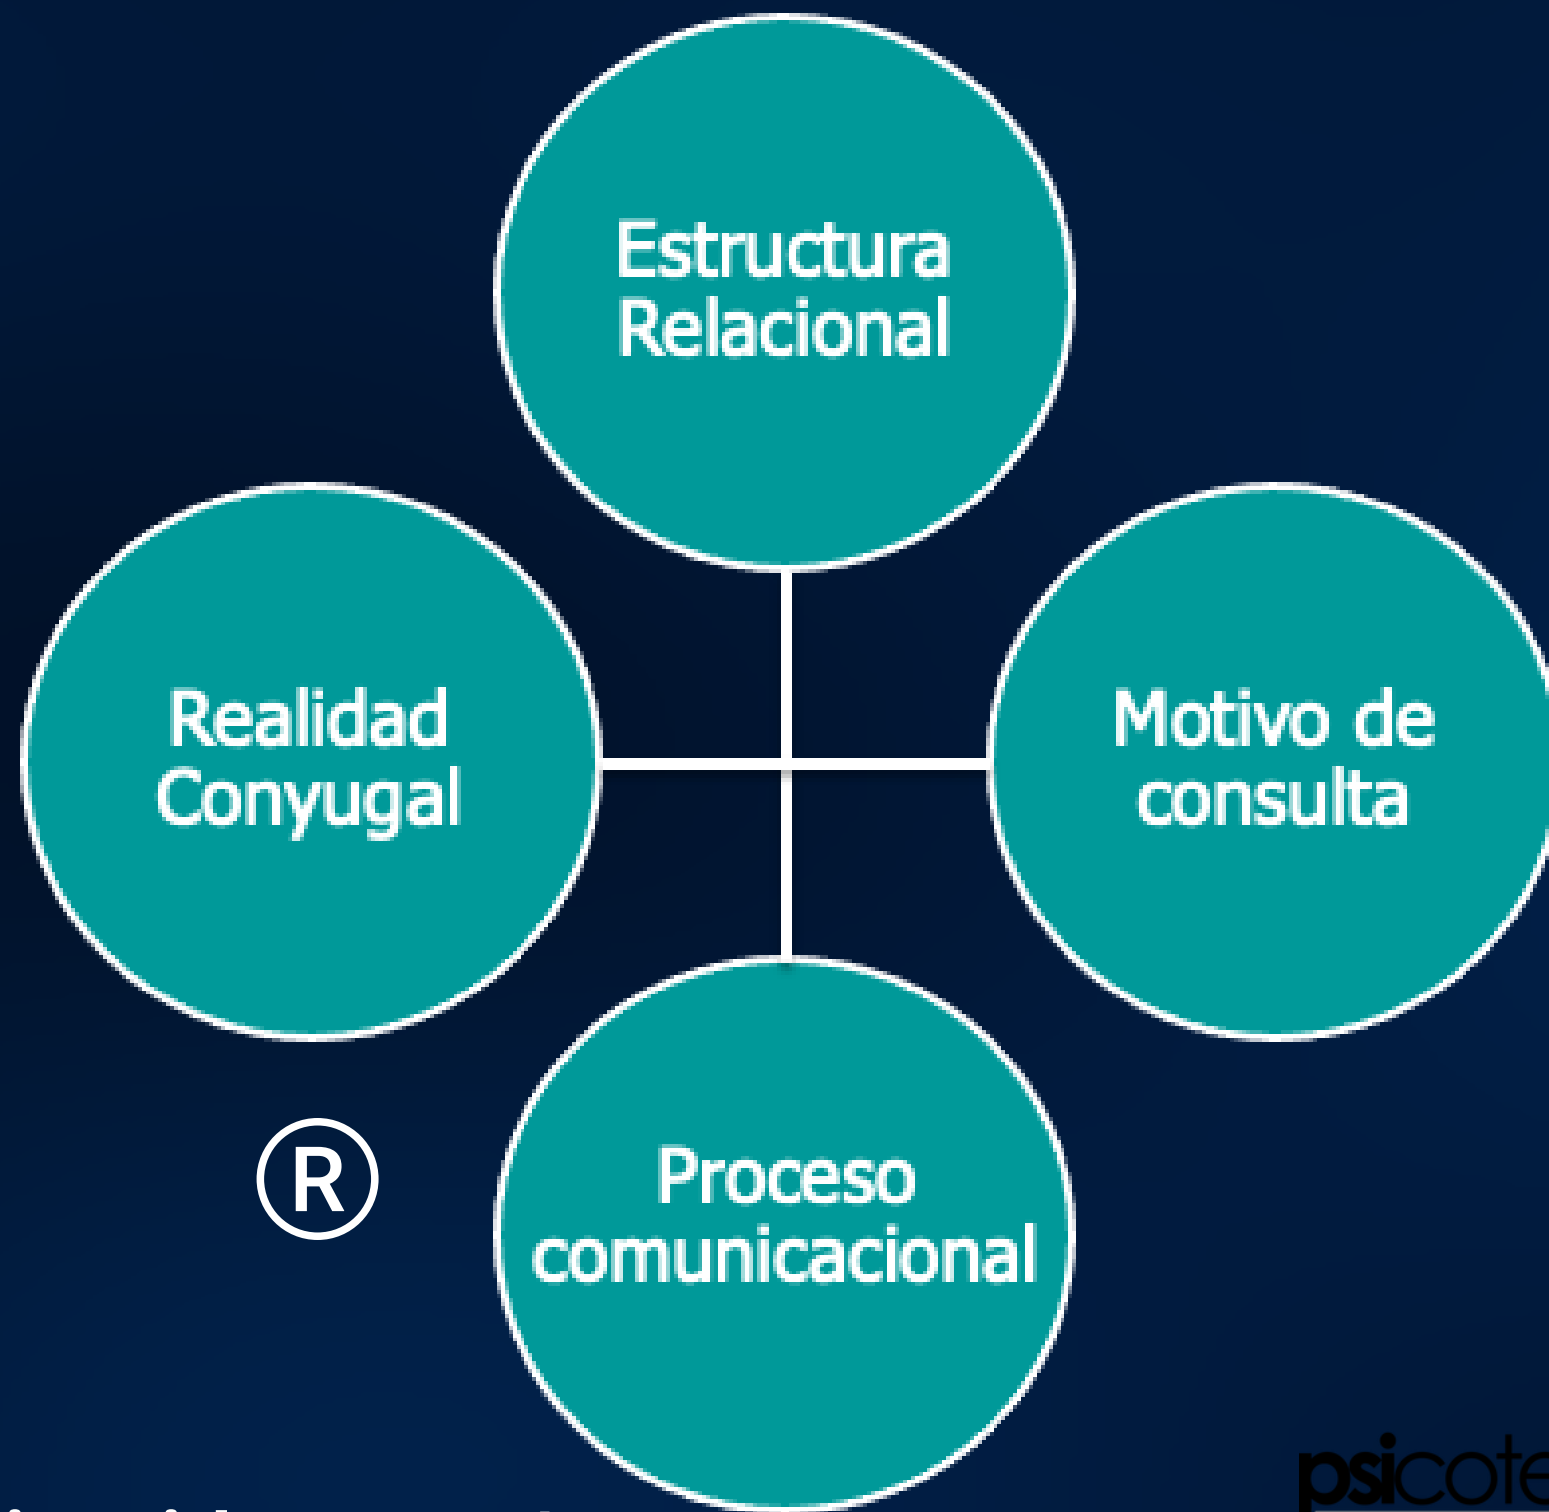 Estructura
Relacional
Realidad
Conyugal
Motivo de
consulta
®
Proceso
comunicacional
psicote